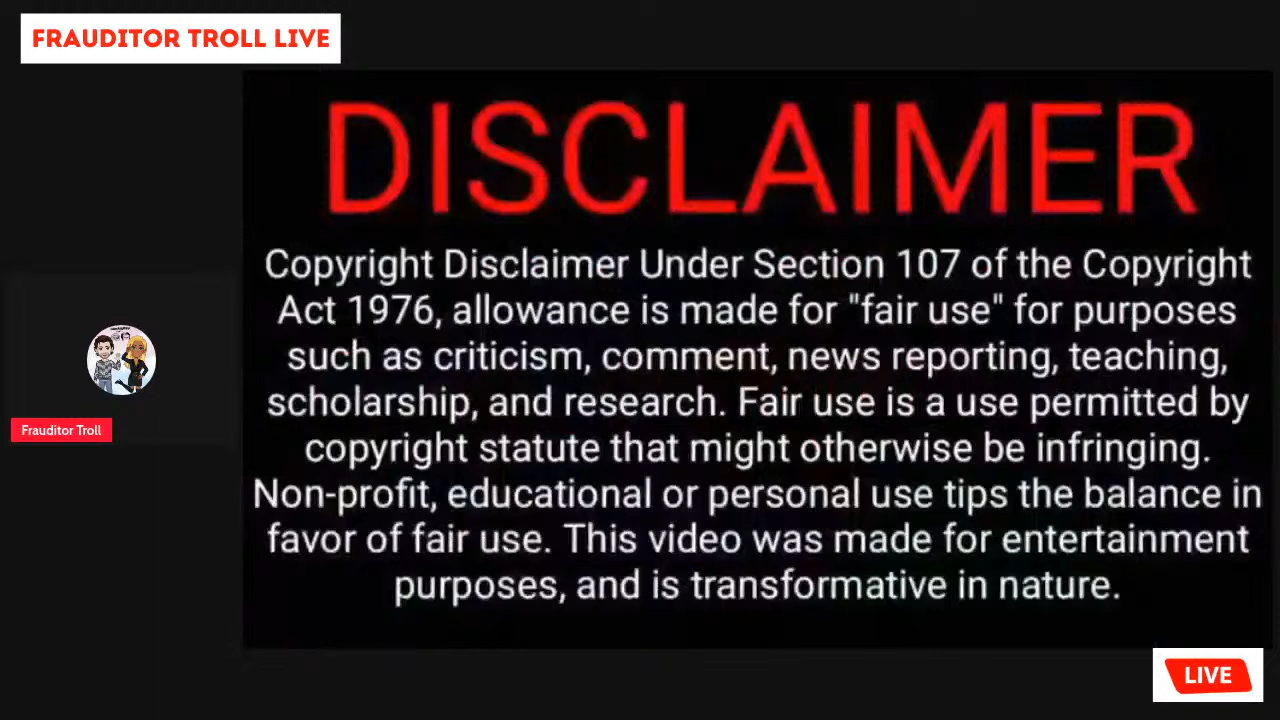 FRAUDITOR TROLL LIVE
DISCLAIMER
Copyright Disclaimer Under Section 107 of the Copyright
Act 1976, allowance is made for "fair use" for purposes
such as criticism, comment, news reporting, teaching,
scholarship, and research. Fair use is a use permitted by
copyright statute that might otherwise be infringing.
Non-profit, educational or personal use tips the balance in
favor of fair use. This video was made for entertainment
purposes, and is transformative in nature.
Frauditor Troll
LIVE